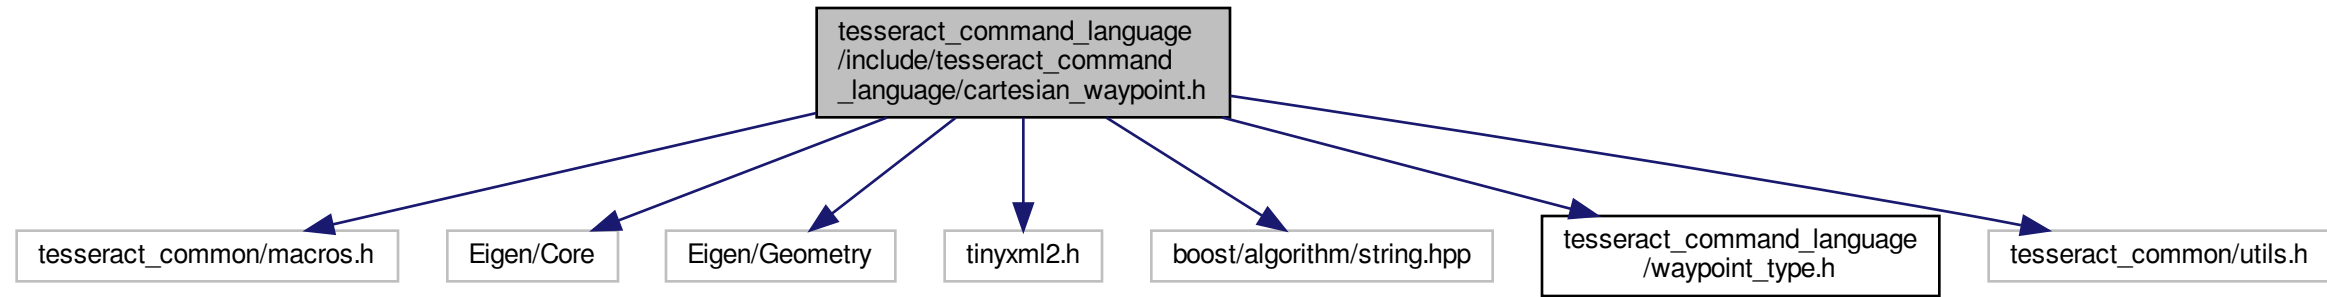 tesseract_command_language
/include/tesseract_command
_language/cartesian_waypoint.h
tesseract_common/macros.h
Eigen/Core
Eigen/Geometry
tinyxml2.h
boost/algorithm/string.hpp
tesseract_command_language
/waypoint_type.h
tesseract_common/utils.h